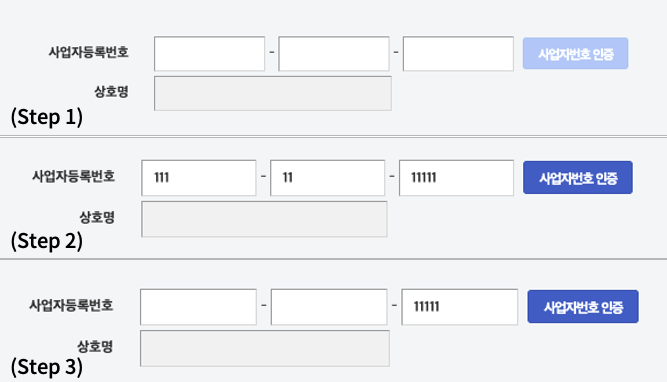 사업자등록번호 - - 사업자번호 인증
상호명
(Step 1)
사업자등록번호 111 - 11 - 11111 사업자번호 인증
상호명
(Step 2)
사업자등록번호 - - 11111 사업자번호 인증
상호명
(Step 3)